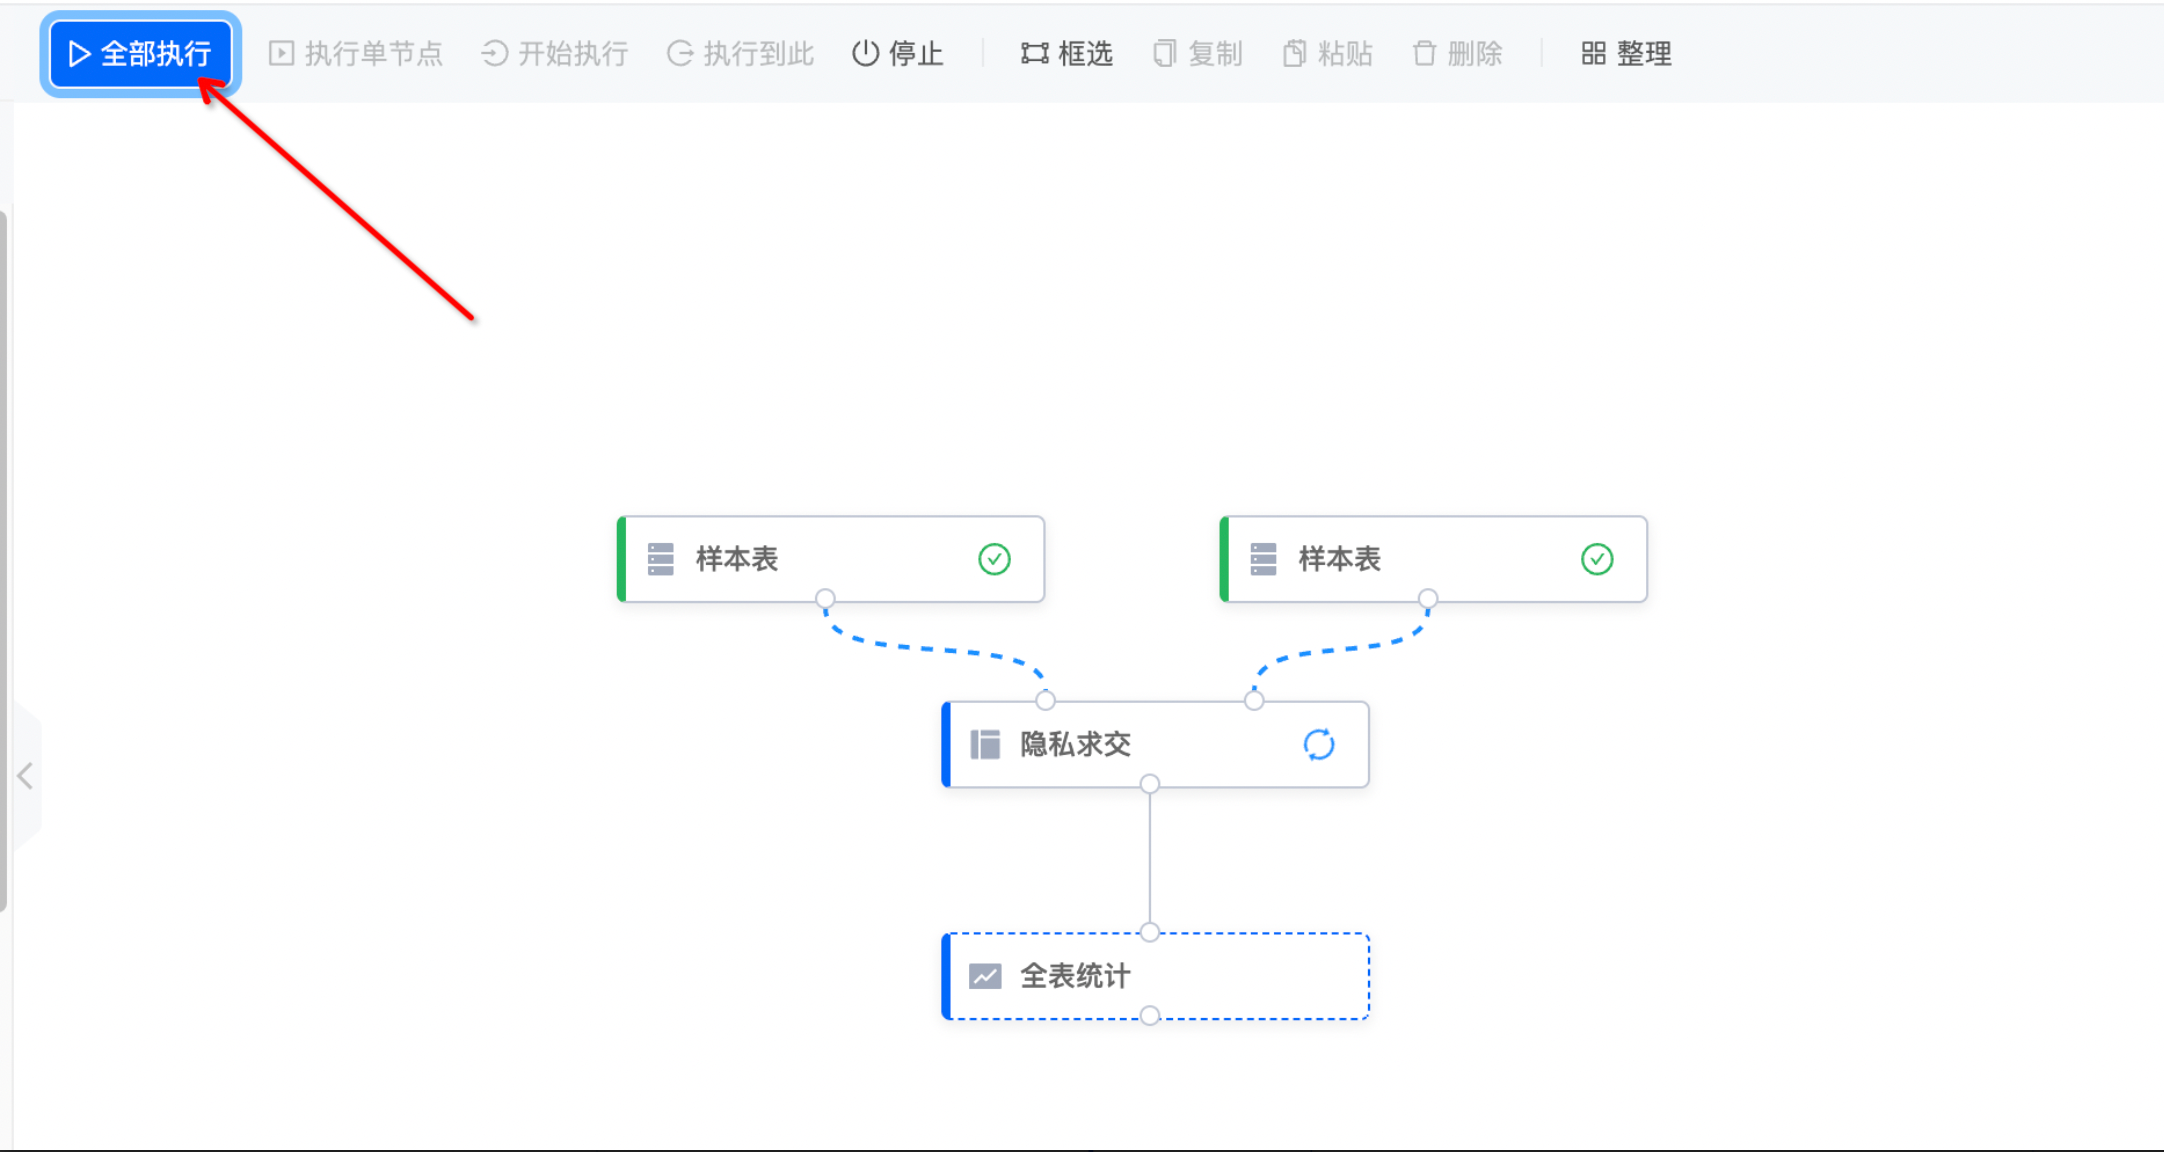 全部执行 执行单节点 开始执行 执行到此 停止 框选 复制 粘贴 删除 整理
样本表 样本表
隐私求交
全表统计